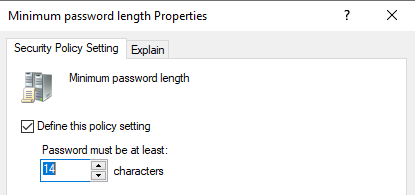 Minimum password length Properties
? ×
Security Policy Setting Explain
Minimum password length
Define this policy setting
Password must be at least:
14 characters